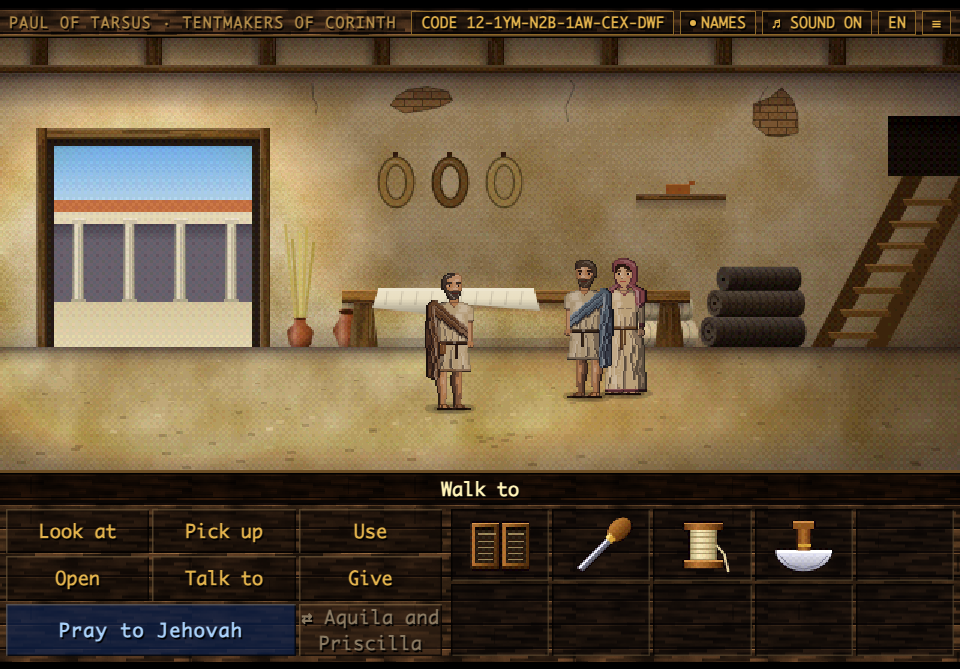 PAUL OF TARSUS · TENTMAKERS OF CORINTH CODE 12-1YM-N2B-1AW-CEX-DWF • NAMES ♬ SOUND ON EN ≡
Walk to
Look at Pick up Use
Open Talk to Give
Pray to Jehovah ⇄ Aquila and
Priscilla